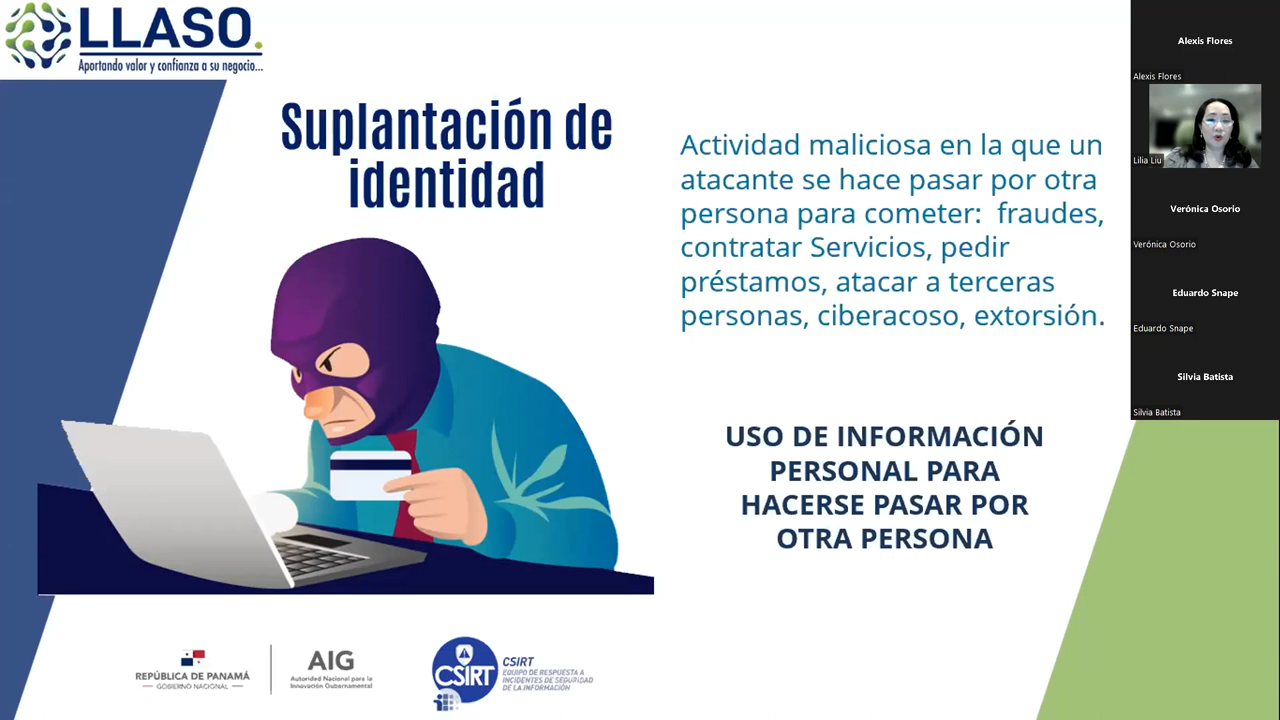 LLASO.
Aportando valor y confianza a su negocio...
Suplantación de
identidad
Actividad maliciosa en la que un
atacante se hace pasar por otra
persona para cometer: fraudes,
contratar Servicios, pedir
préstamos, atacar a terceras
personas, ciberacoso, extorsión.
USO DE INFORMACIÓN
PERSONAL PARA
HACERSE PASAR POR
OTRA PERSONA
REPÚBLICA DE PANAMÁ
GOBIERNO NACIONAL
AIG
Autoridad Nacional para la
Innovación Gubernamental
CSIRT
CSIRT
EQUIPO DE RESPUESTA A
INCIDENTES DE SEGURIDAD
DE LA INFORMACIÓN
Alexis Flores
Alexis Flores
Lilia Liu
Verónica Osorio
Verónica Osorio
Eduardo Snape
Eduardo Snape
Silvia Batista
Silvia Batista